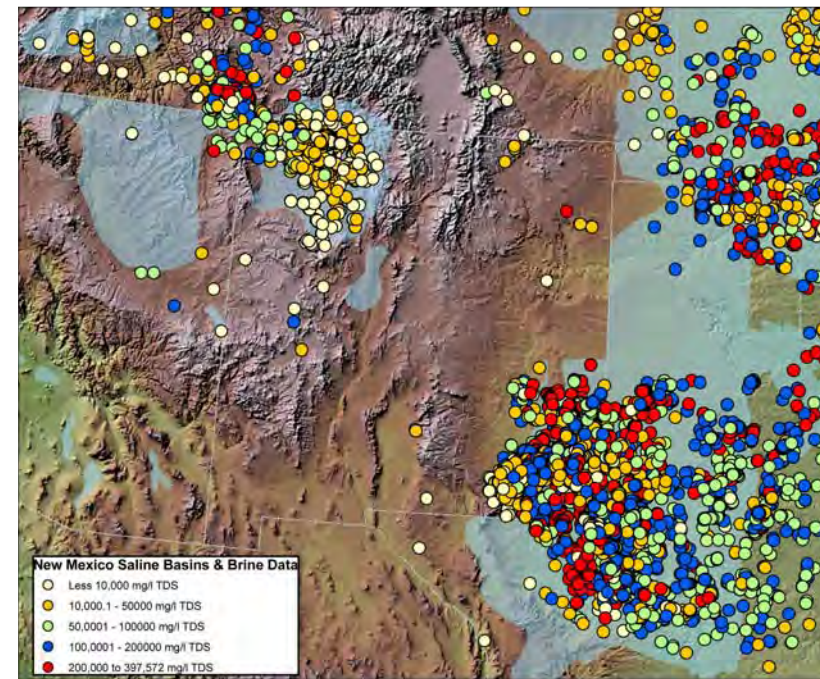 New Mexico Saline Basins & Brine Data
Less 10,000 mg/l TDS
10,000.1 - 50000 mg/l TDS
50,0001 - 100000 mg/l TDS
100,0001 - 200000 mg/l TDS
200,000 to 397,572 mg/l TDS